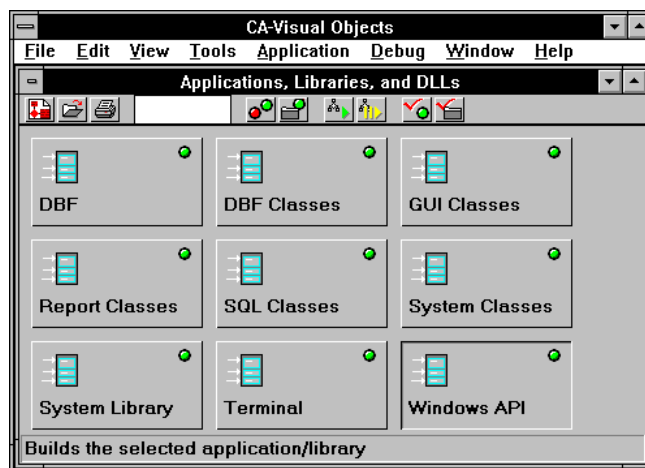 CA-Visual Objects
File Edit View Tools Application Debug Window Help
Applications, Libraries, and DLLs
DBF DBF Classes GUI Classes
Report Classes SQL Classes System Classes
System Library Terminal Windows API
Builds the selected application/library